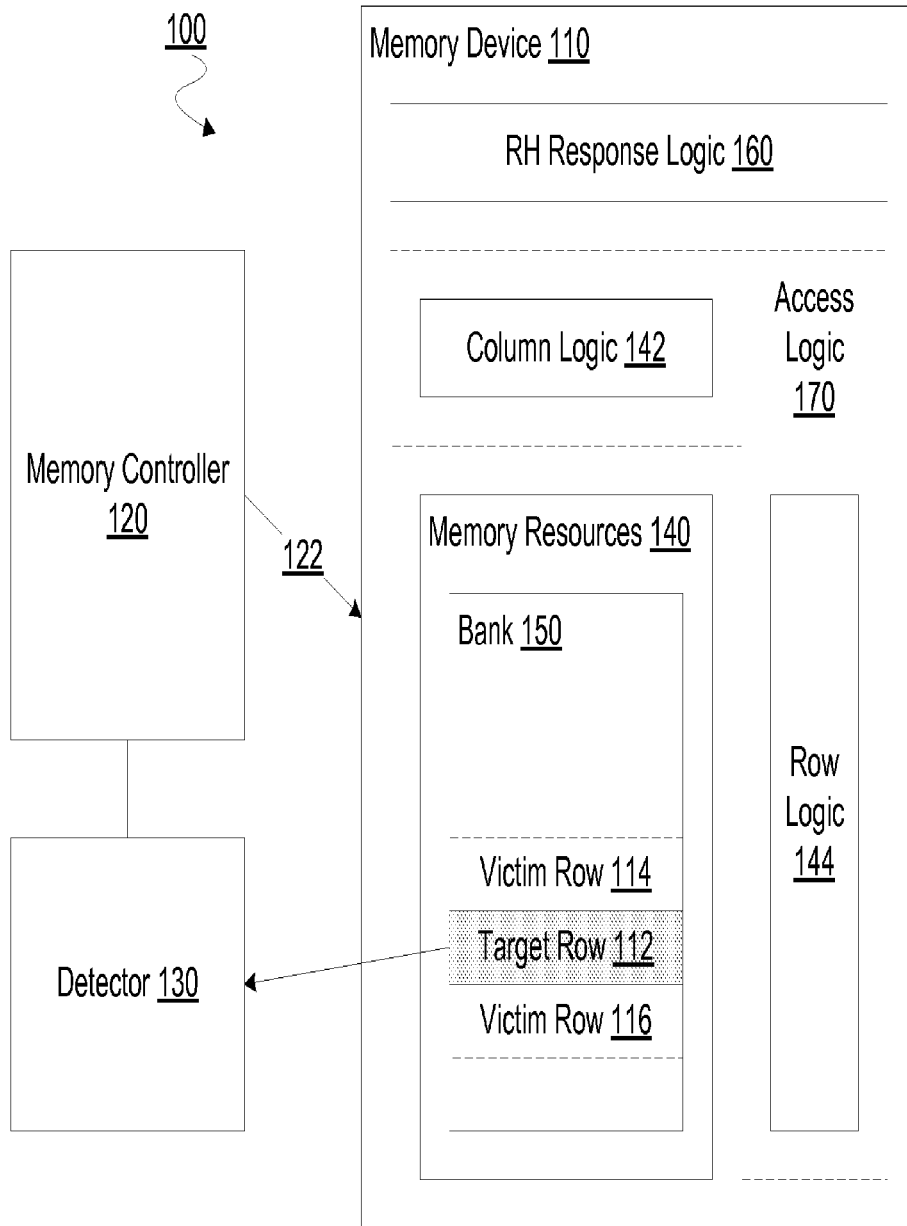 100
Memory Device 110
RH Response Logic 160
Column Logic 142
Access
Logic
170
Memory Controller
120
122
Memory Resources 140
Bank 150
Row
Logic
144
Victim Row 114
Target Row 112
Victim Row 116
Detector 130